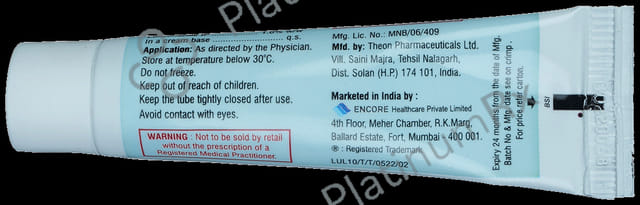 In a cream base q.s.
Application: As directed by the Physician.
Store at temperature below 30°C.
Do not freeze.
Keep out of reach of children.
Keep the tube tightly closed after use.
Avoid contact with eyes.
WARNING : Not to be sold by retail
without the prescription of a
Registered Medical Practitioner.
Mfg. Lic. No.: MNB/06/409
Mfd. by: Theon Pharmaceuticals Ltd.
Vill. Saini Majra, Tehsil Nalagarh,
Dist. Solan (H.P) 174 101, India.
Marketed in India by :
ENCORE Healthcare Private Limited
4th Floor, Meher Chamber, R.K.Marg,
Ballard Estate, Fort, Mumbai - 400 001.
® : Registered Trademark
LUL10/T/T/0522/02
Expiry 24 months from the date of Mfg.
Batch No. & Mfg. date see on crimp .
For price refer carton.
BSI